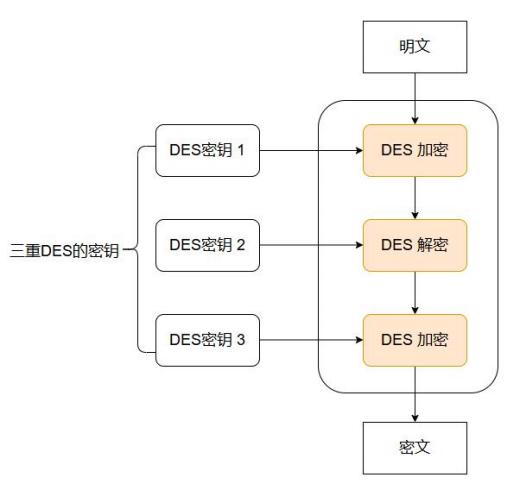 明文
DES密钥 1
DES 加密
三重DES的密钥
DES密钥 2
DES 解密
DES密钥 3
DES 加密
密文